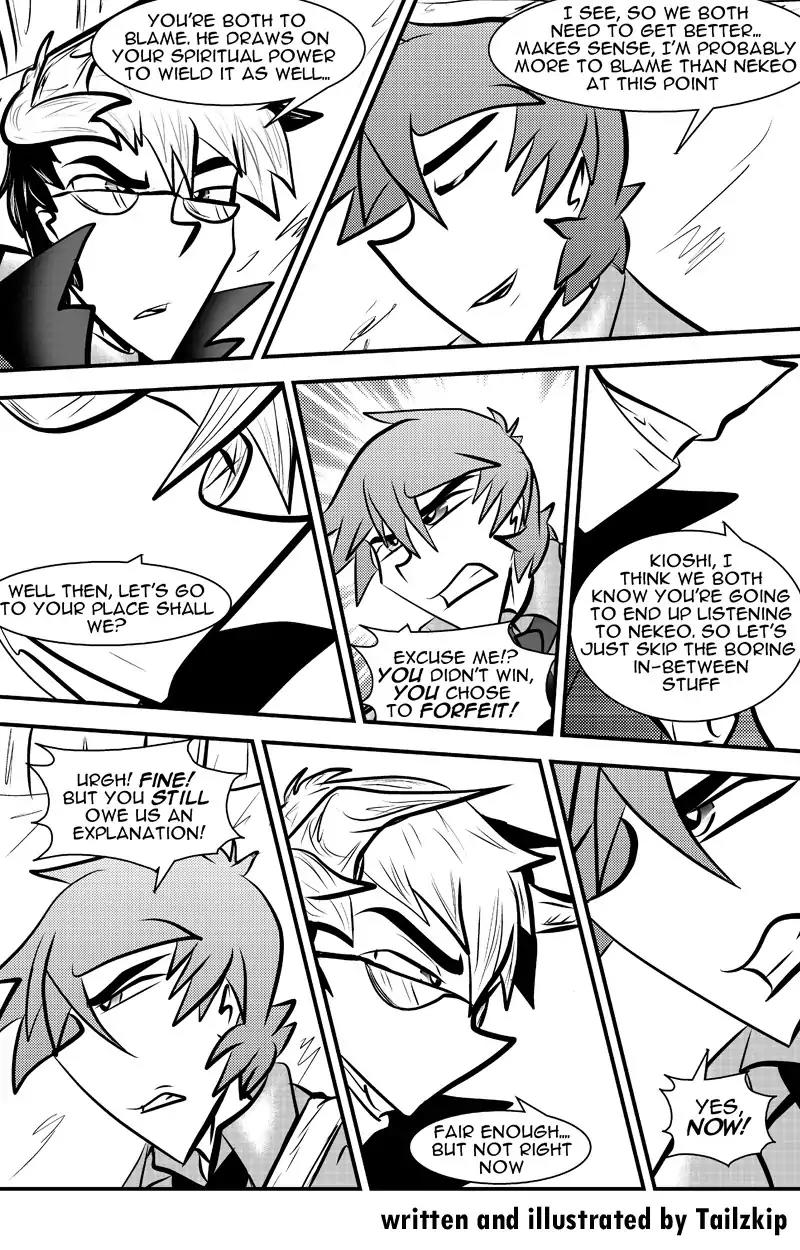 YOU'RE BOTH TO
BLAME. HE DRAWS ON
YOUR SPIRITUAL POWER
TO WIELD IT AS WELL...
I SEE, SO WE BOTH
NEED TO GET BETTER...
MAKES SENSE, I'M PROBABLY
MORE TO BLAME THAN NEKEO
AT THIS POINT
WELL THEN, LET'S GO
TO YOUR PLACE SHALL
WE?
EXCUSE ME!?
YOU DIDN'T WIN,
YOU CHOSE
TO FORFEIT!
KIOSHI, I
THINK WE BOTH
KNOW YOU'RE GOING
TO END UP LISTENING
TO NEKEO. SO LET'S
JUST SKIP THE BORING
IN-BETWEEN
STUFF
URGH! FINE!
BUT YOU STILL
OWE US AN
EXPLANATION!
FAIR ENOUGH....
BUT NOT RIGHT
NOW
YES,
NOW!
written and illustrated by Tailzkip